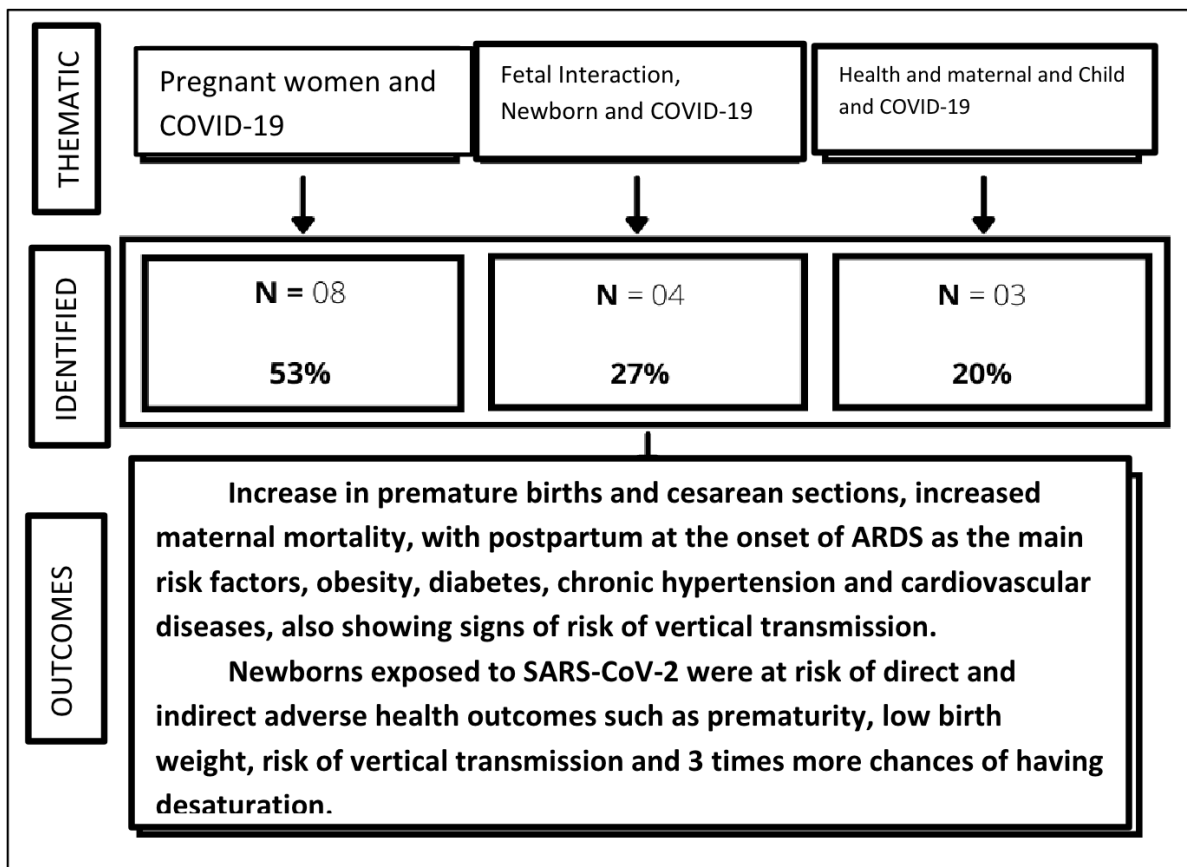 THEMATIC
Pregnant women and
COVID-19
Fetal Interaction,
Newborn and COVID-19
Health and maternal and Child
and COVID-19
IDENTIFIED
N = 08
53%
N = 04
27%
N = 03
20%
OUTCOMES
Increase in premature births and cesarean sections, increased
maternal mortality, with postpartum at the onset of ARDS as the main
risk factors, obesity, diabetes, chronic hypertension and cardiovascular
diseases, also showing signs of risk of vertical transmission.
Newborns exposed to SARS-CoV-2 were at risk of direct and
indirect adverse health outcomes such as prematurity, low birth
weight, risk of vertical transmission and 3 times more chances of having
desaturation.